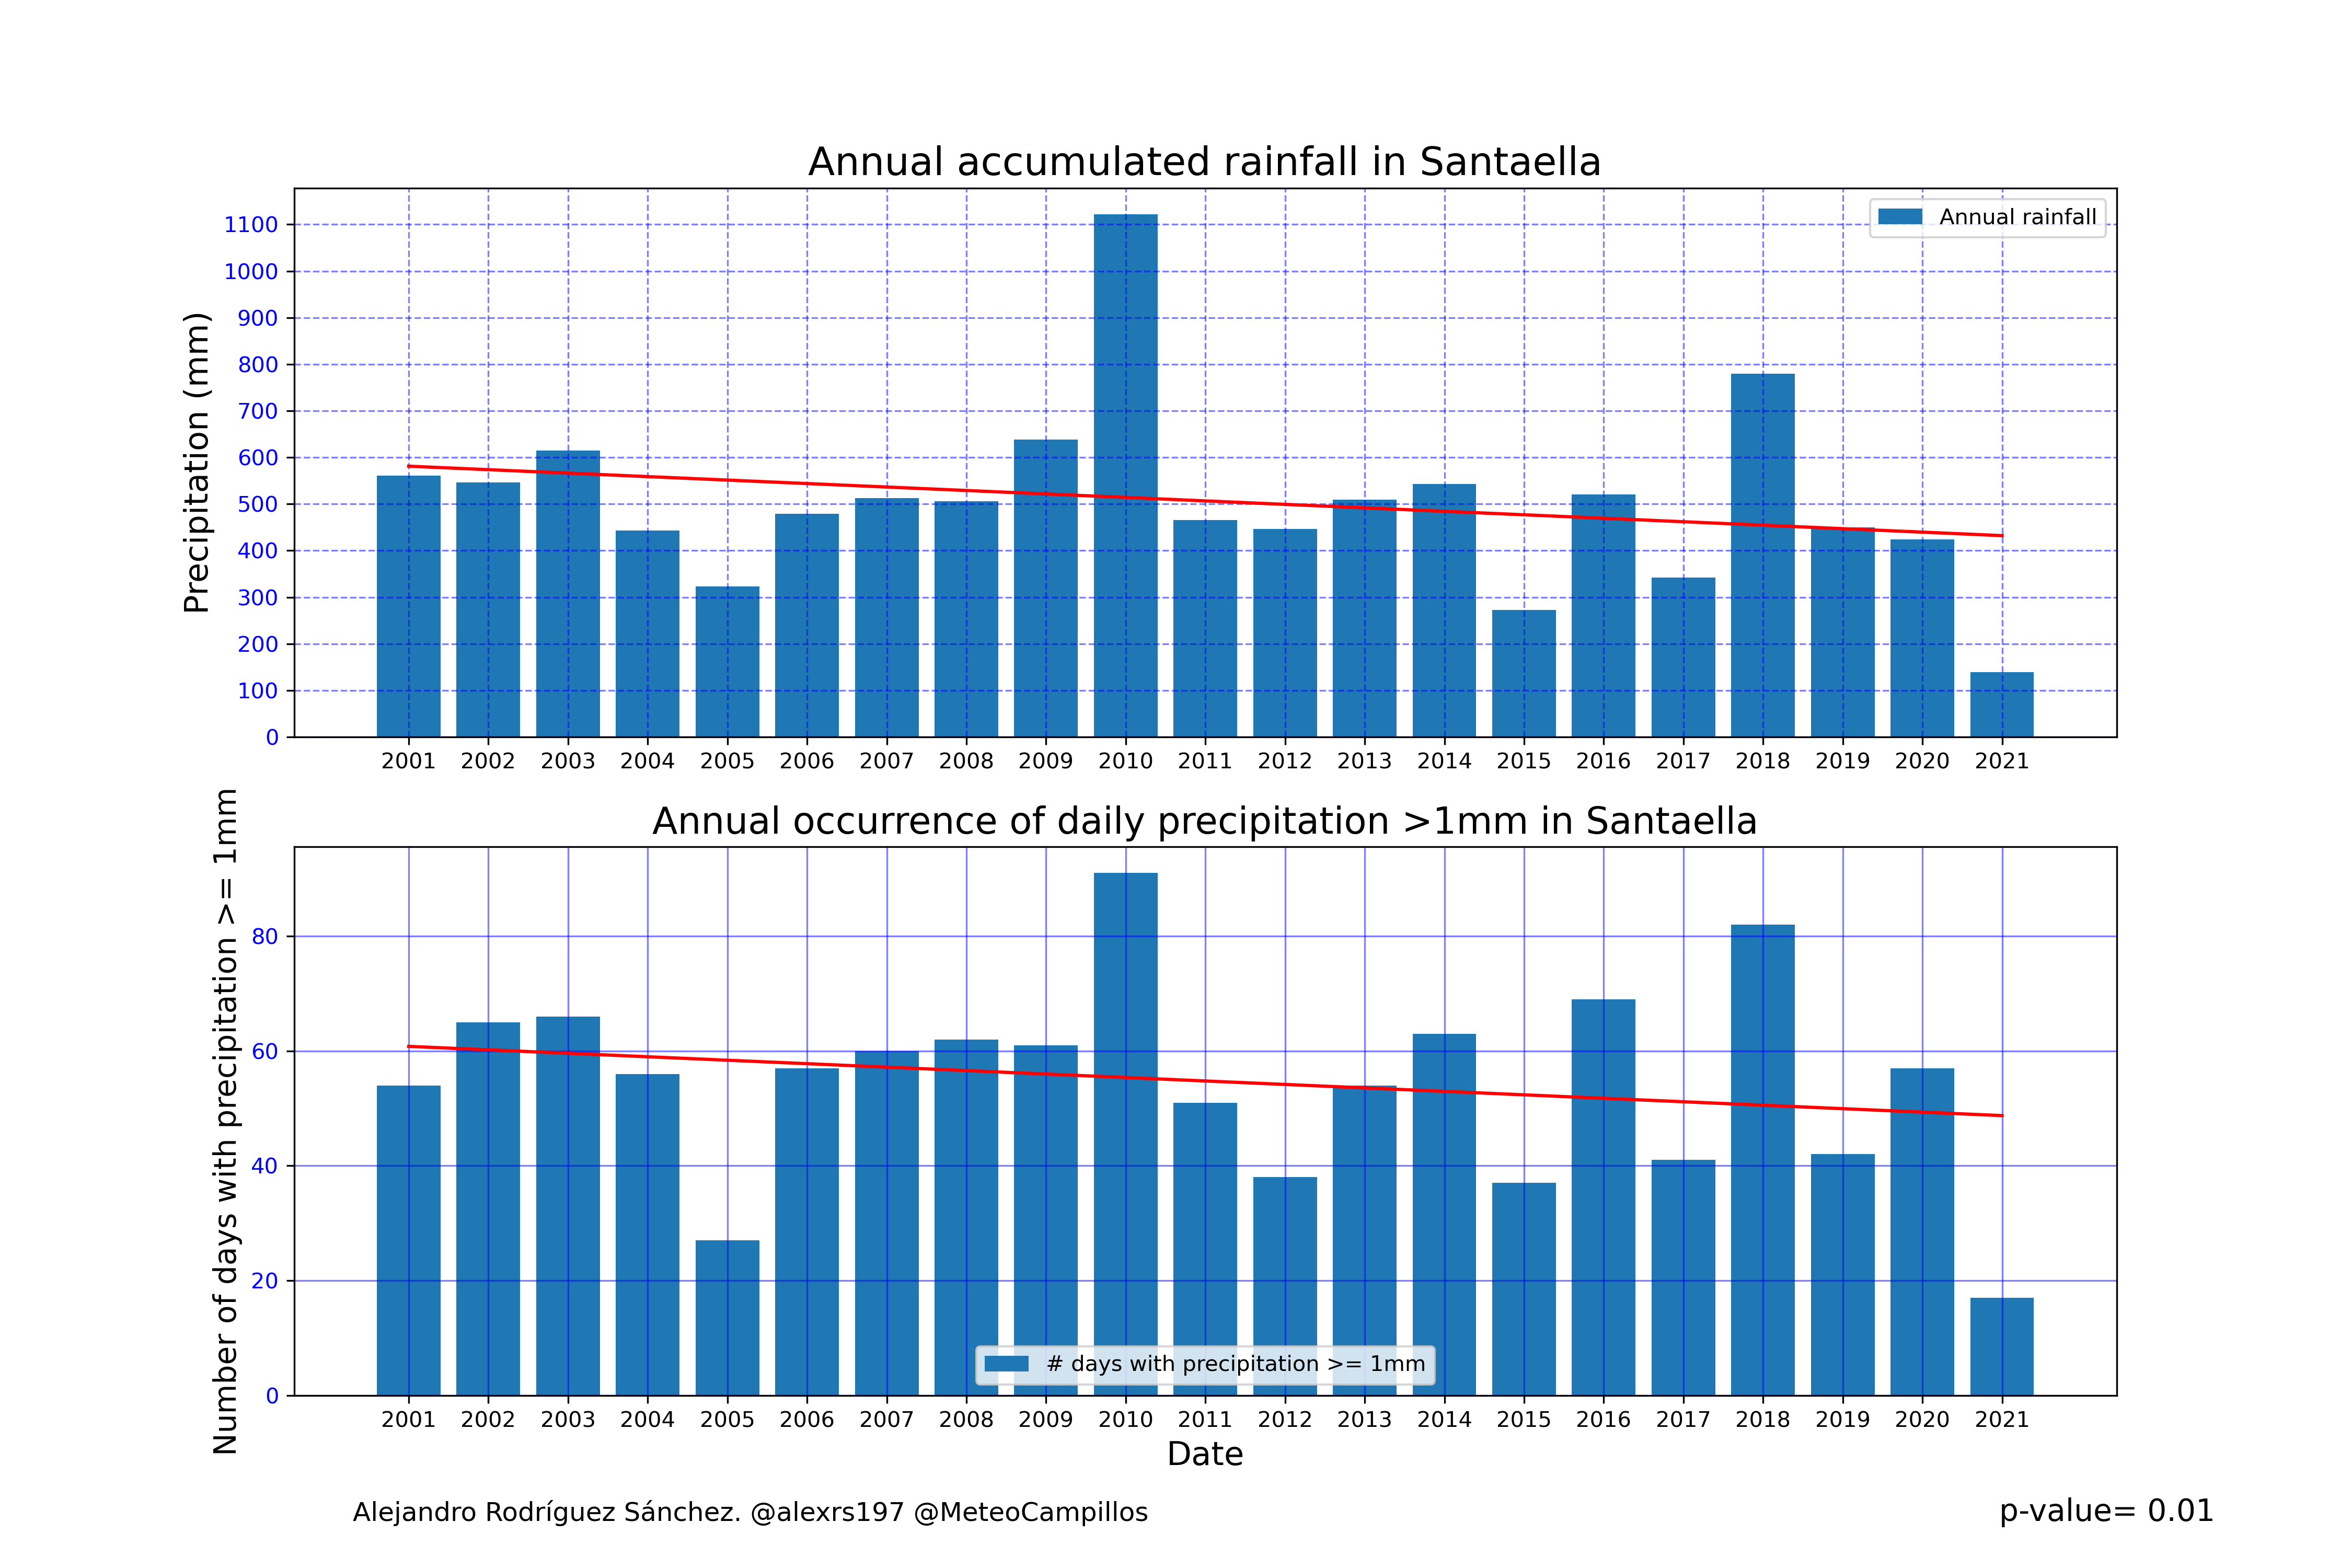 Annual accumulated rainfall in Santaella
Precipitation (mm)
1100
1000
900
800
700
600
500
400
300
200
100
0
Annual rainfall
2001 2002 2003 2004 2005 2006 2007 2008 2009 2010 2011 2012 2013 2014 2015 2016 2017 2018 2019 2020 2021
Annual occurrence of daily precipitation >1mm in Santaella
Number of days with precipitation >= 1mm
80
60
40
20
0
# days with precipitation >= 1mm
2001 2002 2003 2004 2005 2006 2007 2008 2009 2010 2011 2012 2013 2014 2015 2016 2017 2018 2019 2020 2021
Date
Alejandro Rodríguez Sánchez. @alexrs197 @MeteoCampillos
p-value= 0.01